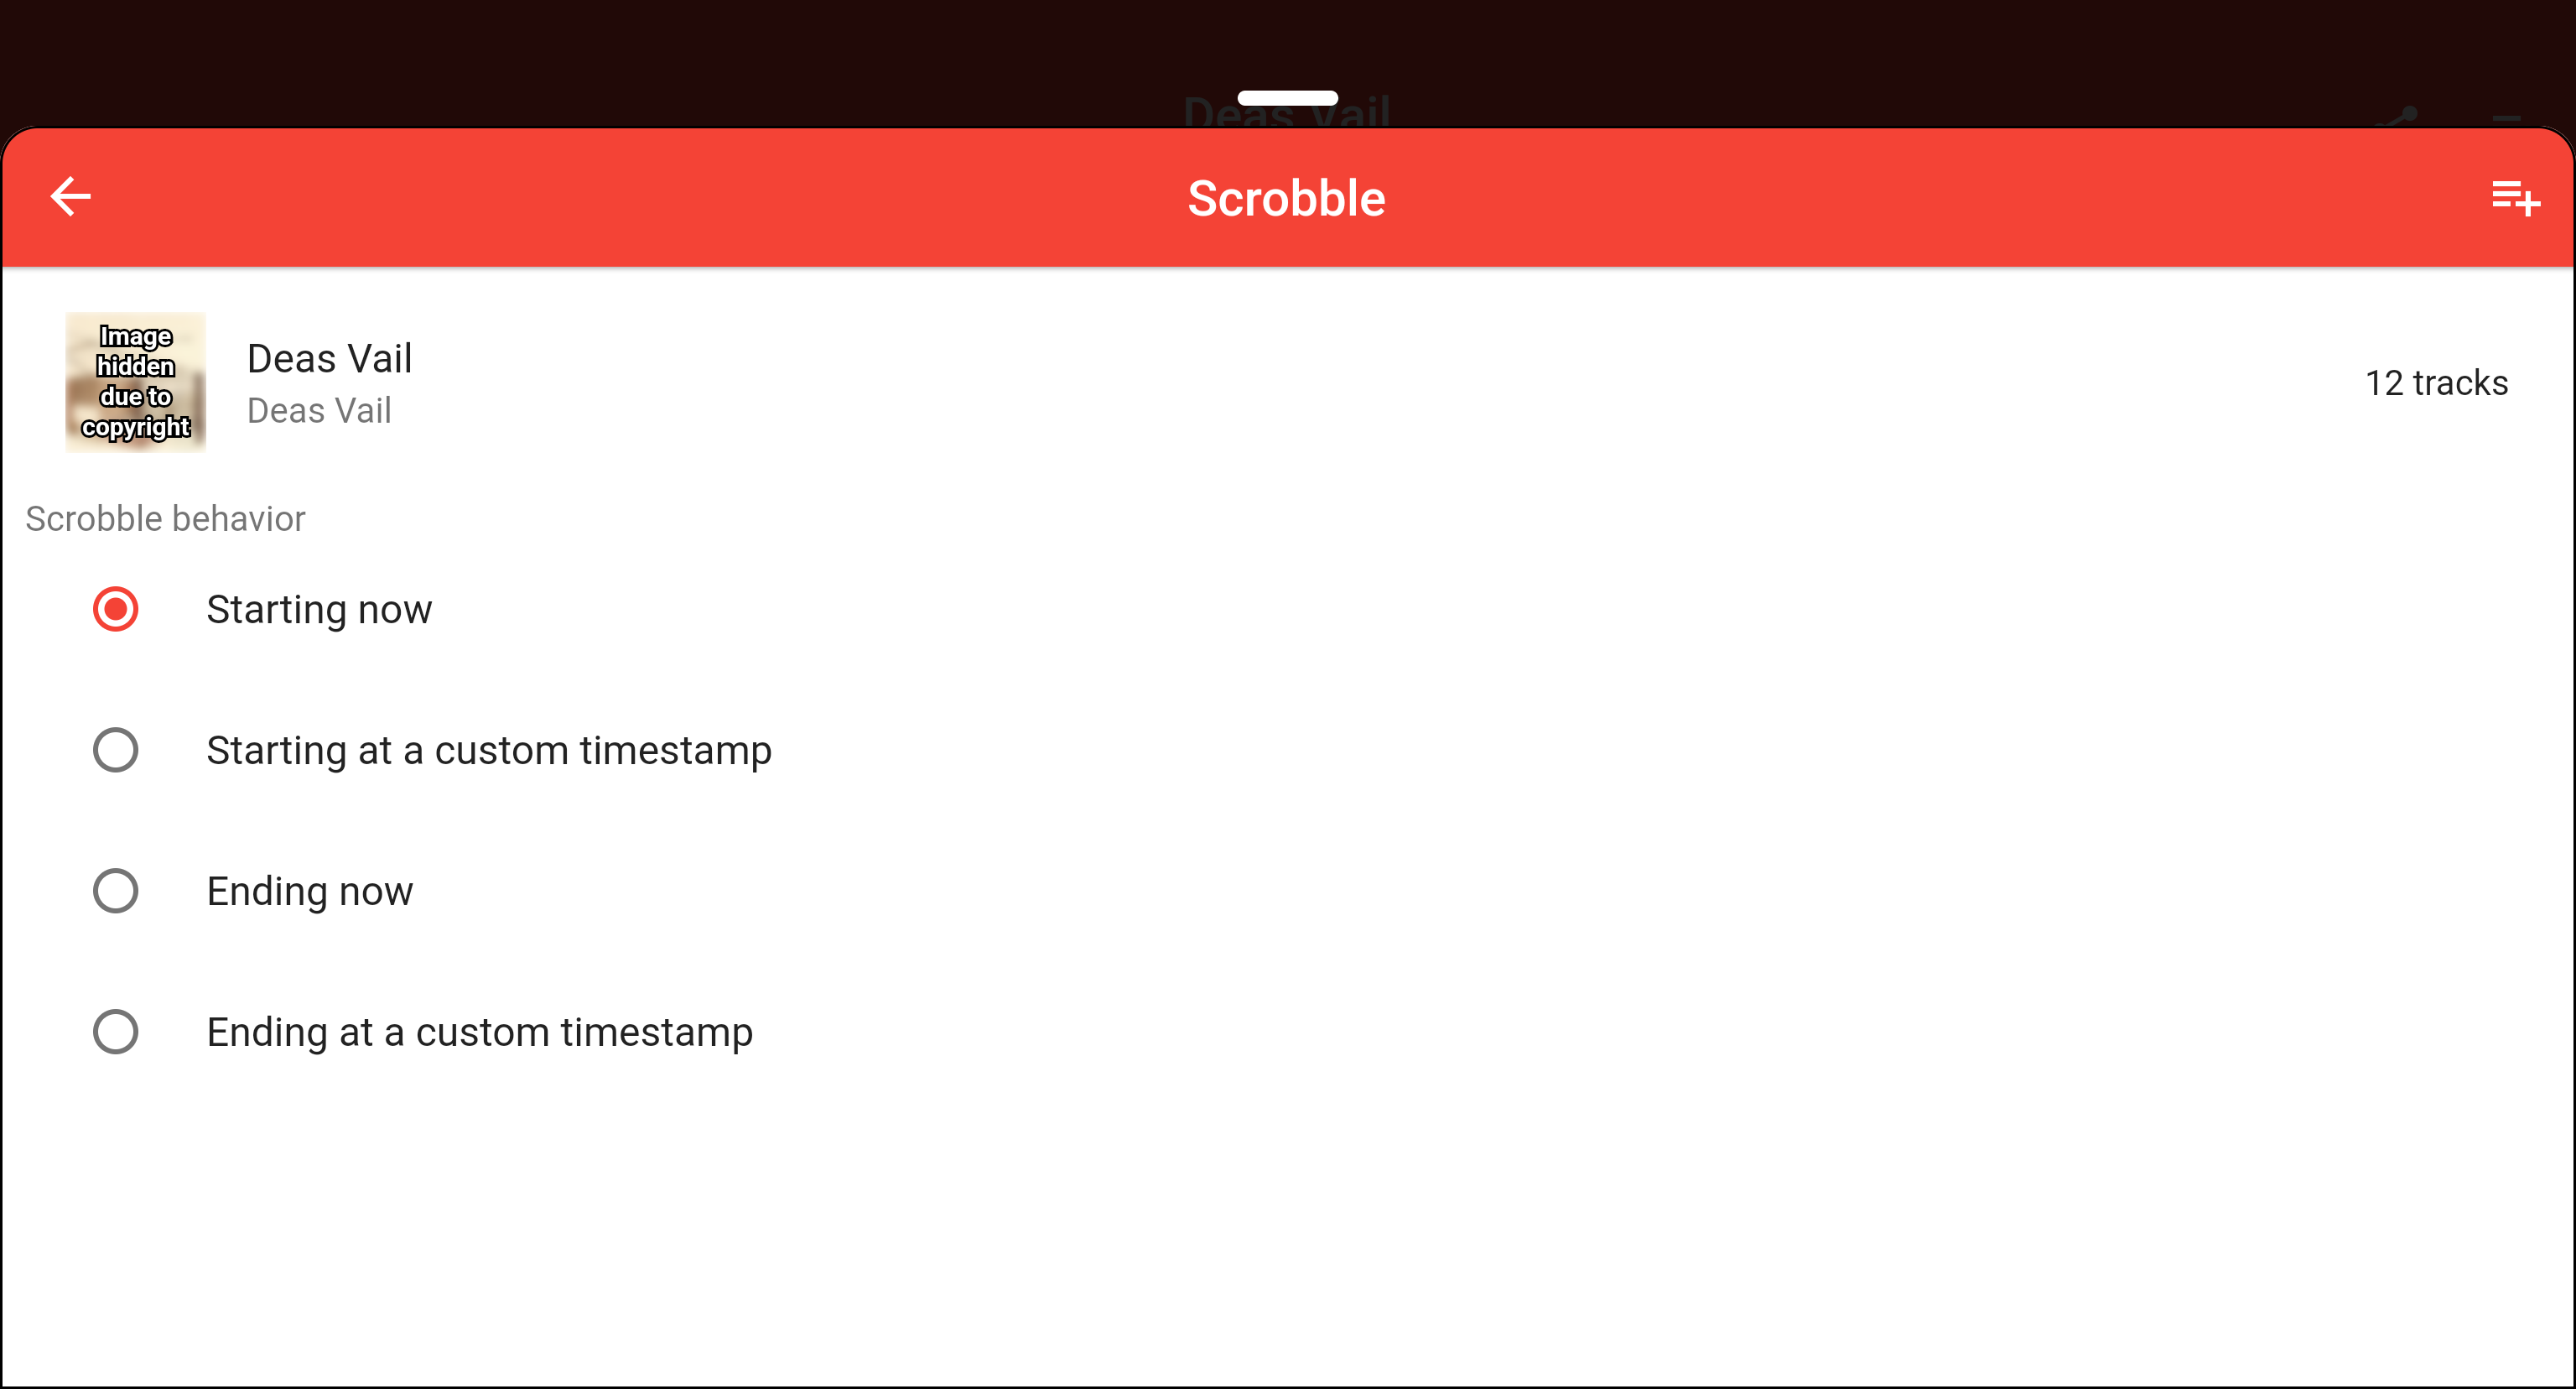 Deas Vail
Scrobble
Image
hidden
due to
copyright
Deas Vail
Deas Vail
12 tracks
Scrobble behavior
Starting now
Starting at a custom timestamp
Ending now
Ending at a custom timestamp